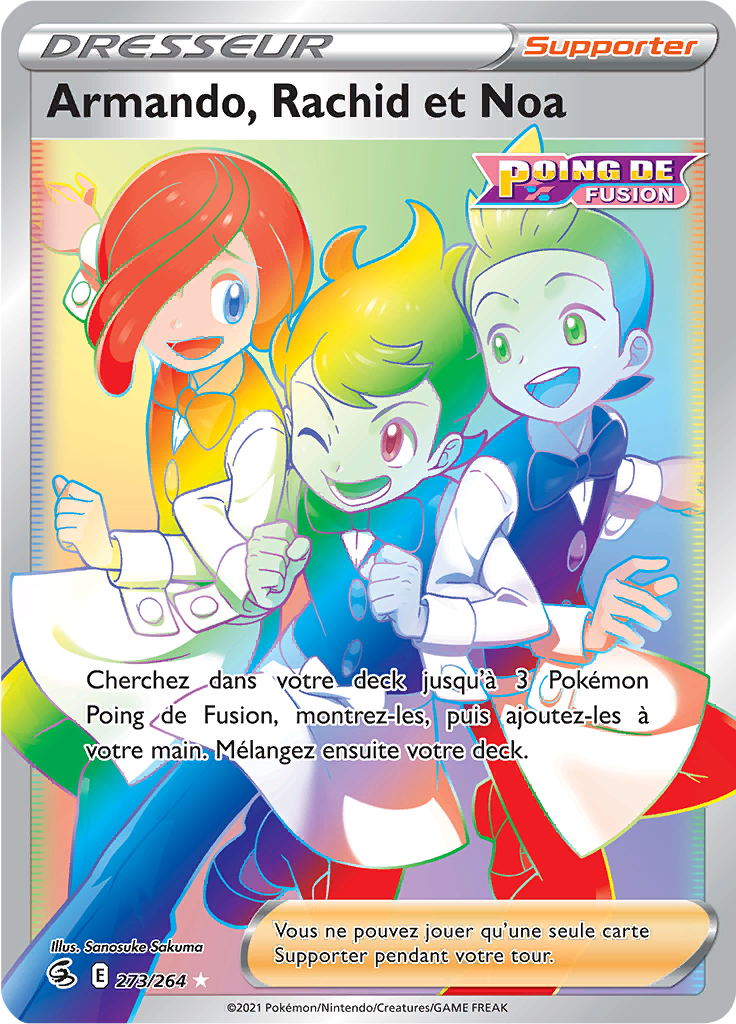 DRESSEUR Supporter
Armando, Rachid et Noa
POING DE
FUSION
Cherchez dans votre deck jusqu'à 3 Pokémon
Poing de Fusion, montrez-les, puis ajoutez-les à
votre main. Mélangez ensuite votre deck.
Vous ne pouvez jouer qu'une seule carte
Supporter pendant votre tour.
Illus. Sanosuke Sakuma
E 273/264
©2021 Pokémon/Nintendo/Creatures/GAME FREAK